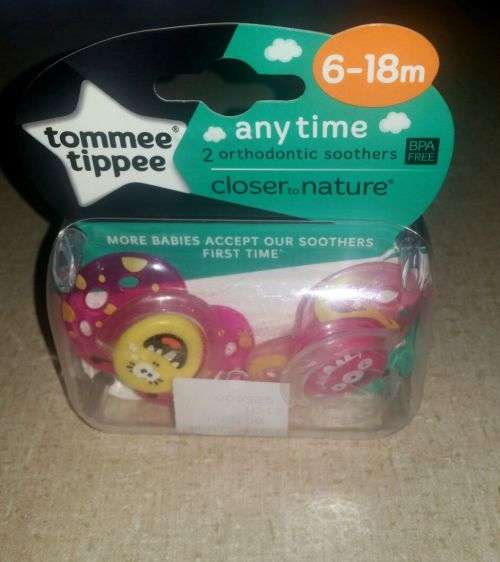 6-18m
tommee®
tippee
any time
2 orthodontic soothers
BPA
FREE
closer to nature®
MORE BABIES ACCEPT OUR SOOTHERS
FIRST TIME*